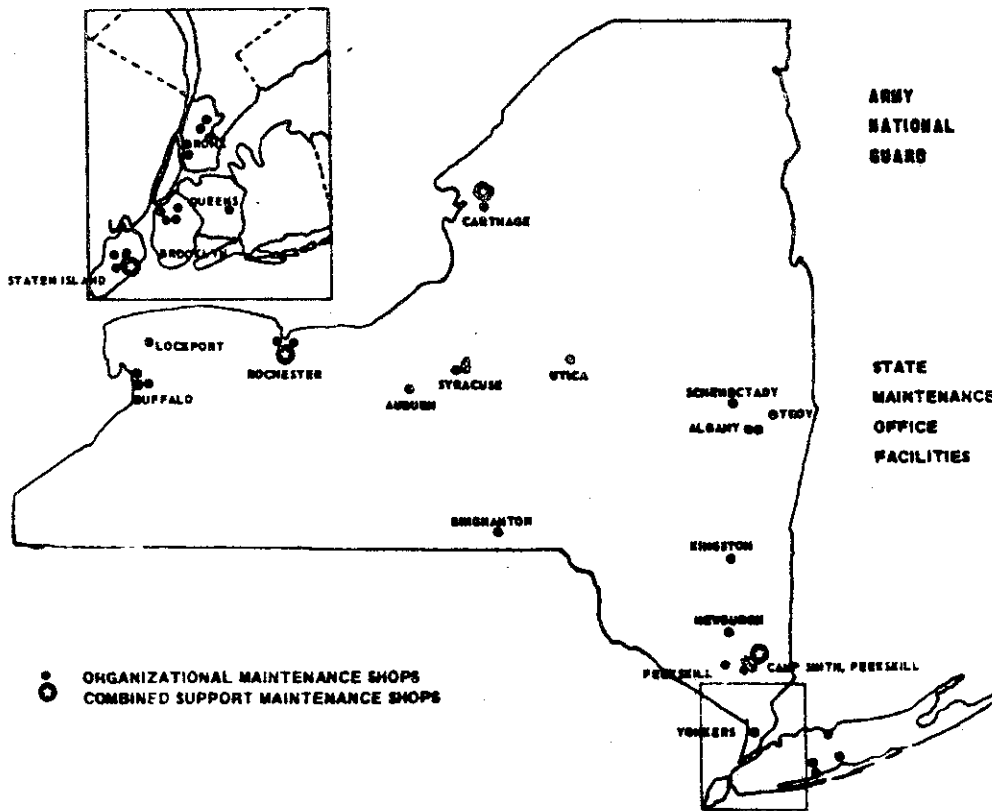 ARMY
NATIONAL
GUARD
BRONX
QUEENS
BROOKLYN
STATEN ISLAND
CARTHAGE
LOCKPORT
ROCHESTER
BUFFALO
SYRACUSE
AUBURN
UTICA
SCHENECTADY
TROY
ALBANY
STATE
MAINTENANCE
OFFICE
FACILITIES
BINGHAMTON
KINGSTON
NEWBURGH
PEEKSKILL
CAMP SMITH, PEEKSKILL
YONKERS
ORGANIZATIONAL MAINTENANCE SHOPS
COMBINED SUPPORT MAINTENANCE SHOPS